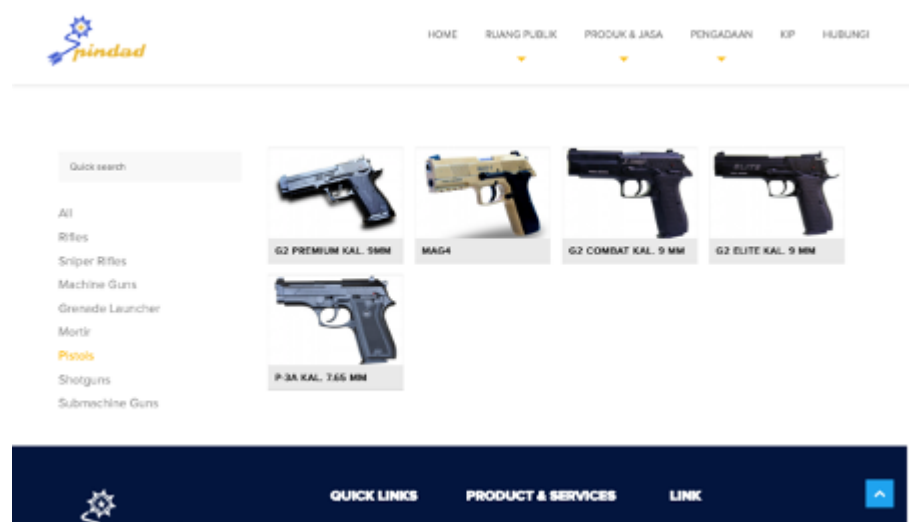 Spindad
HOME RUANG PUBLIK PRODUK & JASA PENGADAAN KIP HUBUNGI
Quick search
All
Rifles
Sniper Rifles
Machine Guns
Grenade Launcher
Mortir
Pistols
Shotguns
Submachine Guns
G2 PREMIUM KAL. 9MM MAG4 G2 COMBAT KAL. 9 MM G2 ELITE KAL. 9 MM
P-3A KAL. 7.65 MM
QUICK LINKS PRODUCT & SERVICES LINK